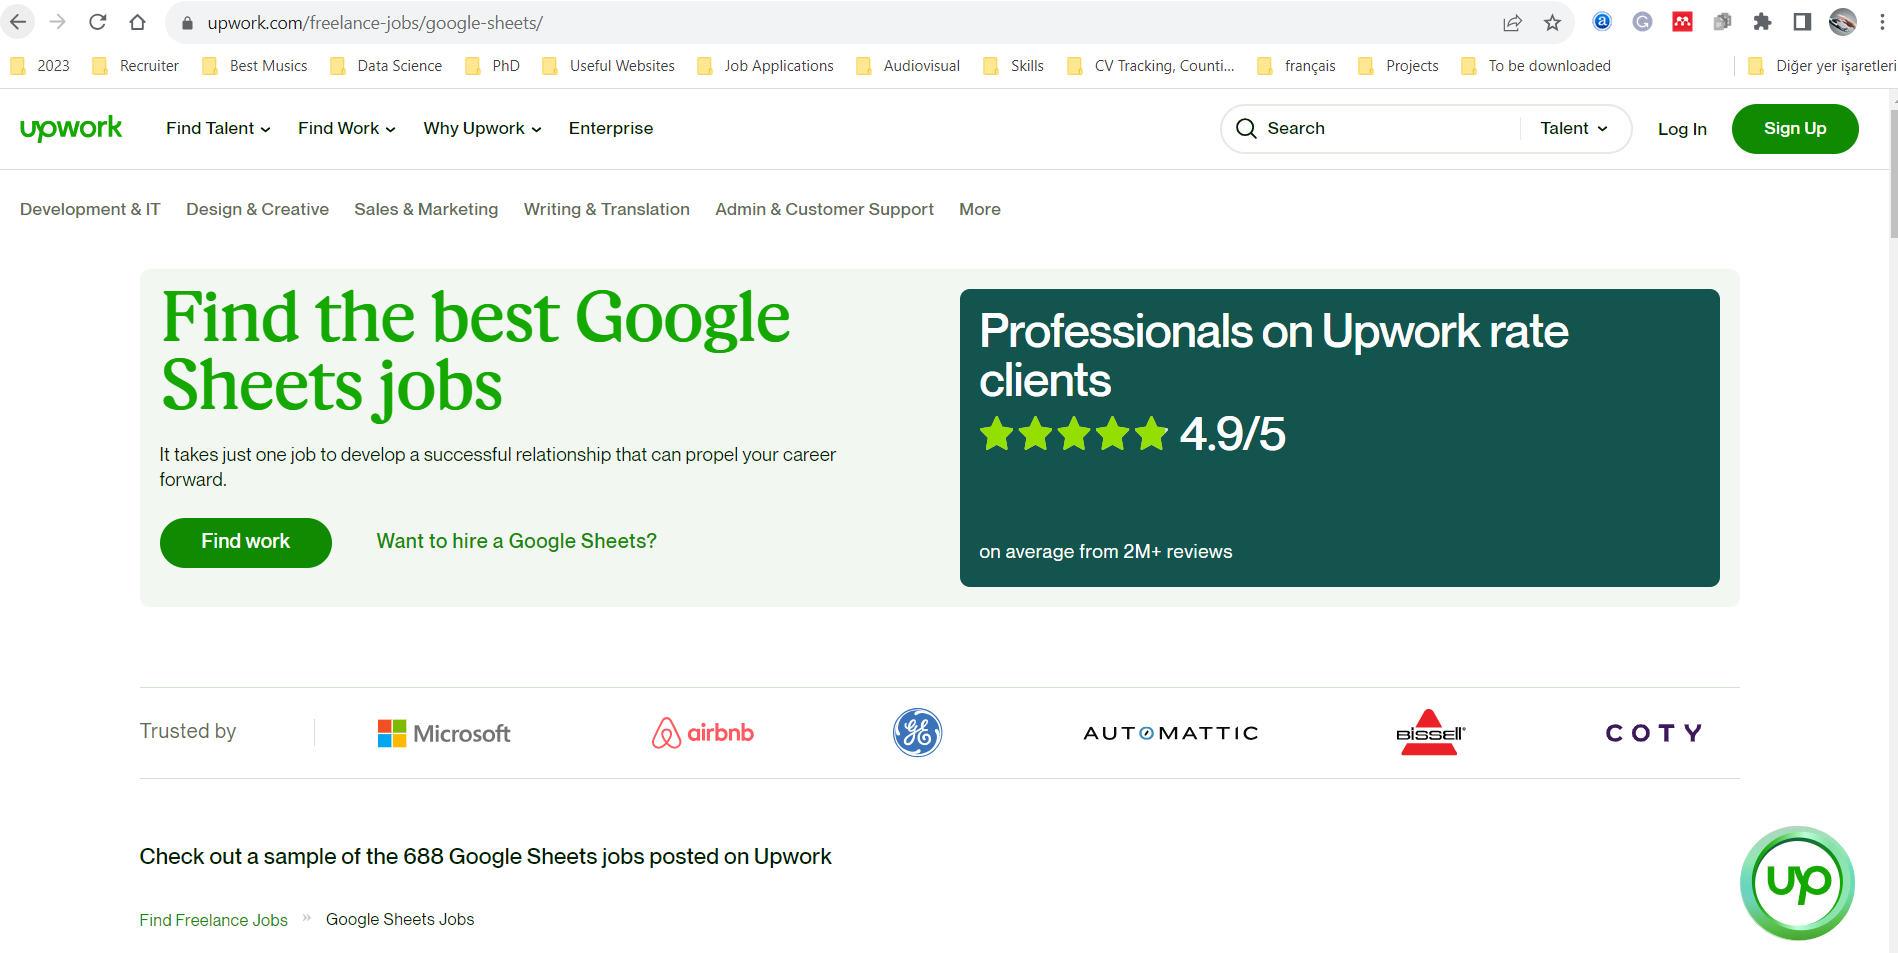 upwork.com/freelance-jobs/google-sheets/
2023 Recruiter Best Musics Data Science PhD Useful Websites Job Applications Audiovisual Skills CV Tracking, Counti... français Projects To be downloaded Diğer yer işaretleri
upwork Find Talent Find Work Why Upwork Enterprise Search Talent Log In Sign Up
Development & IT Design & Creative Sales & Marketing Writing & Translation Admin & Customer Support More
Find the best Google
Sheets jobs
It takes just one job to develop a successful relationship that can propel your career
forward.
Find work Want to hire a Google Sheets?
Professionals on Upwork rate
clients
4.9/5
on average from 2M+ reviews
Trusted by Microsoft airbnb GE AUTOMATTIC BISSELL® COTY
Check out a sample of the 688 Google Sheets jobs posted on Upwork
Find Freelance Jobs » Google Sheets Jobs
up